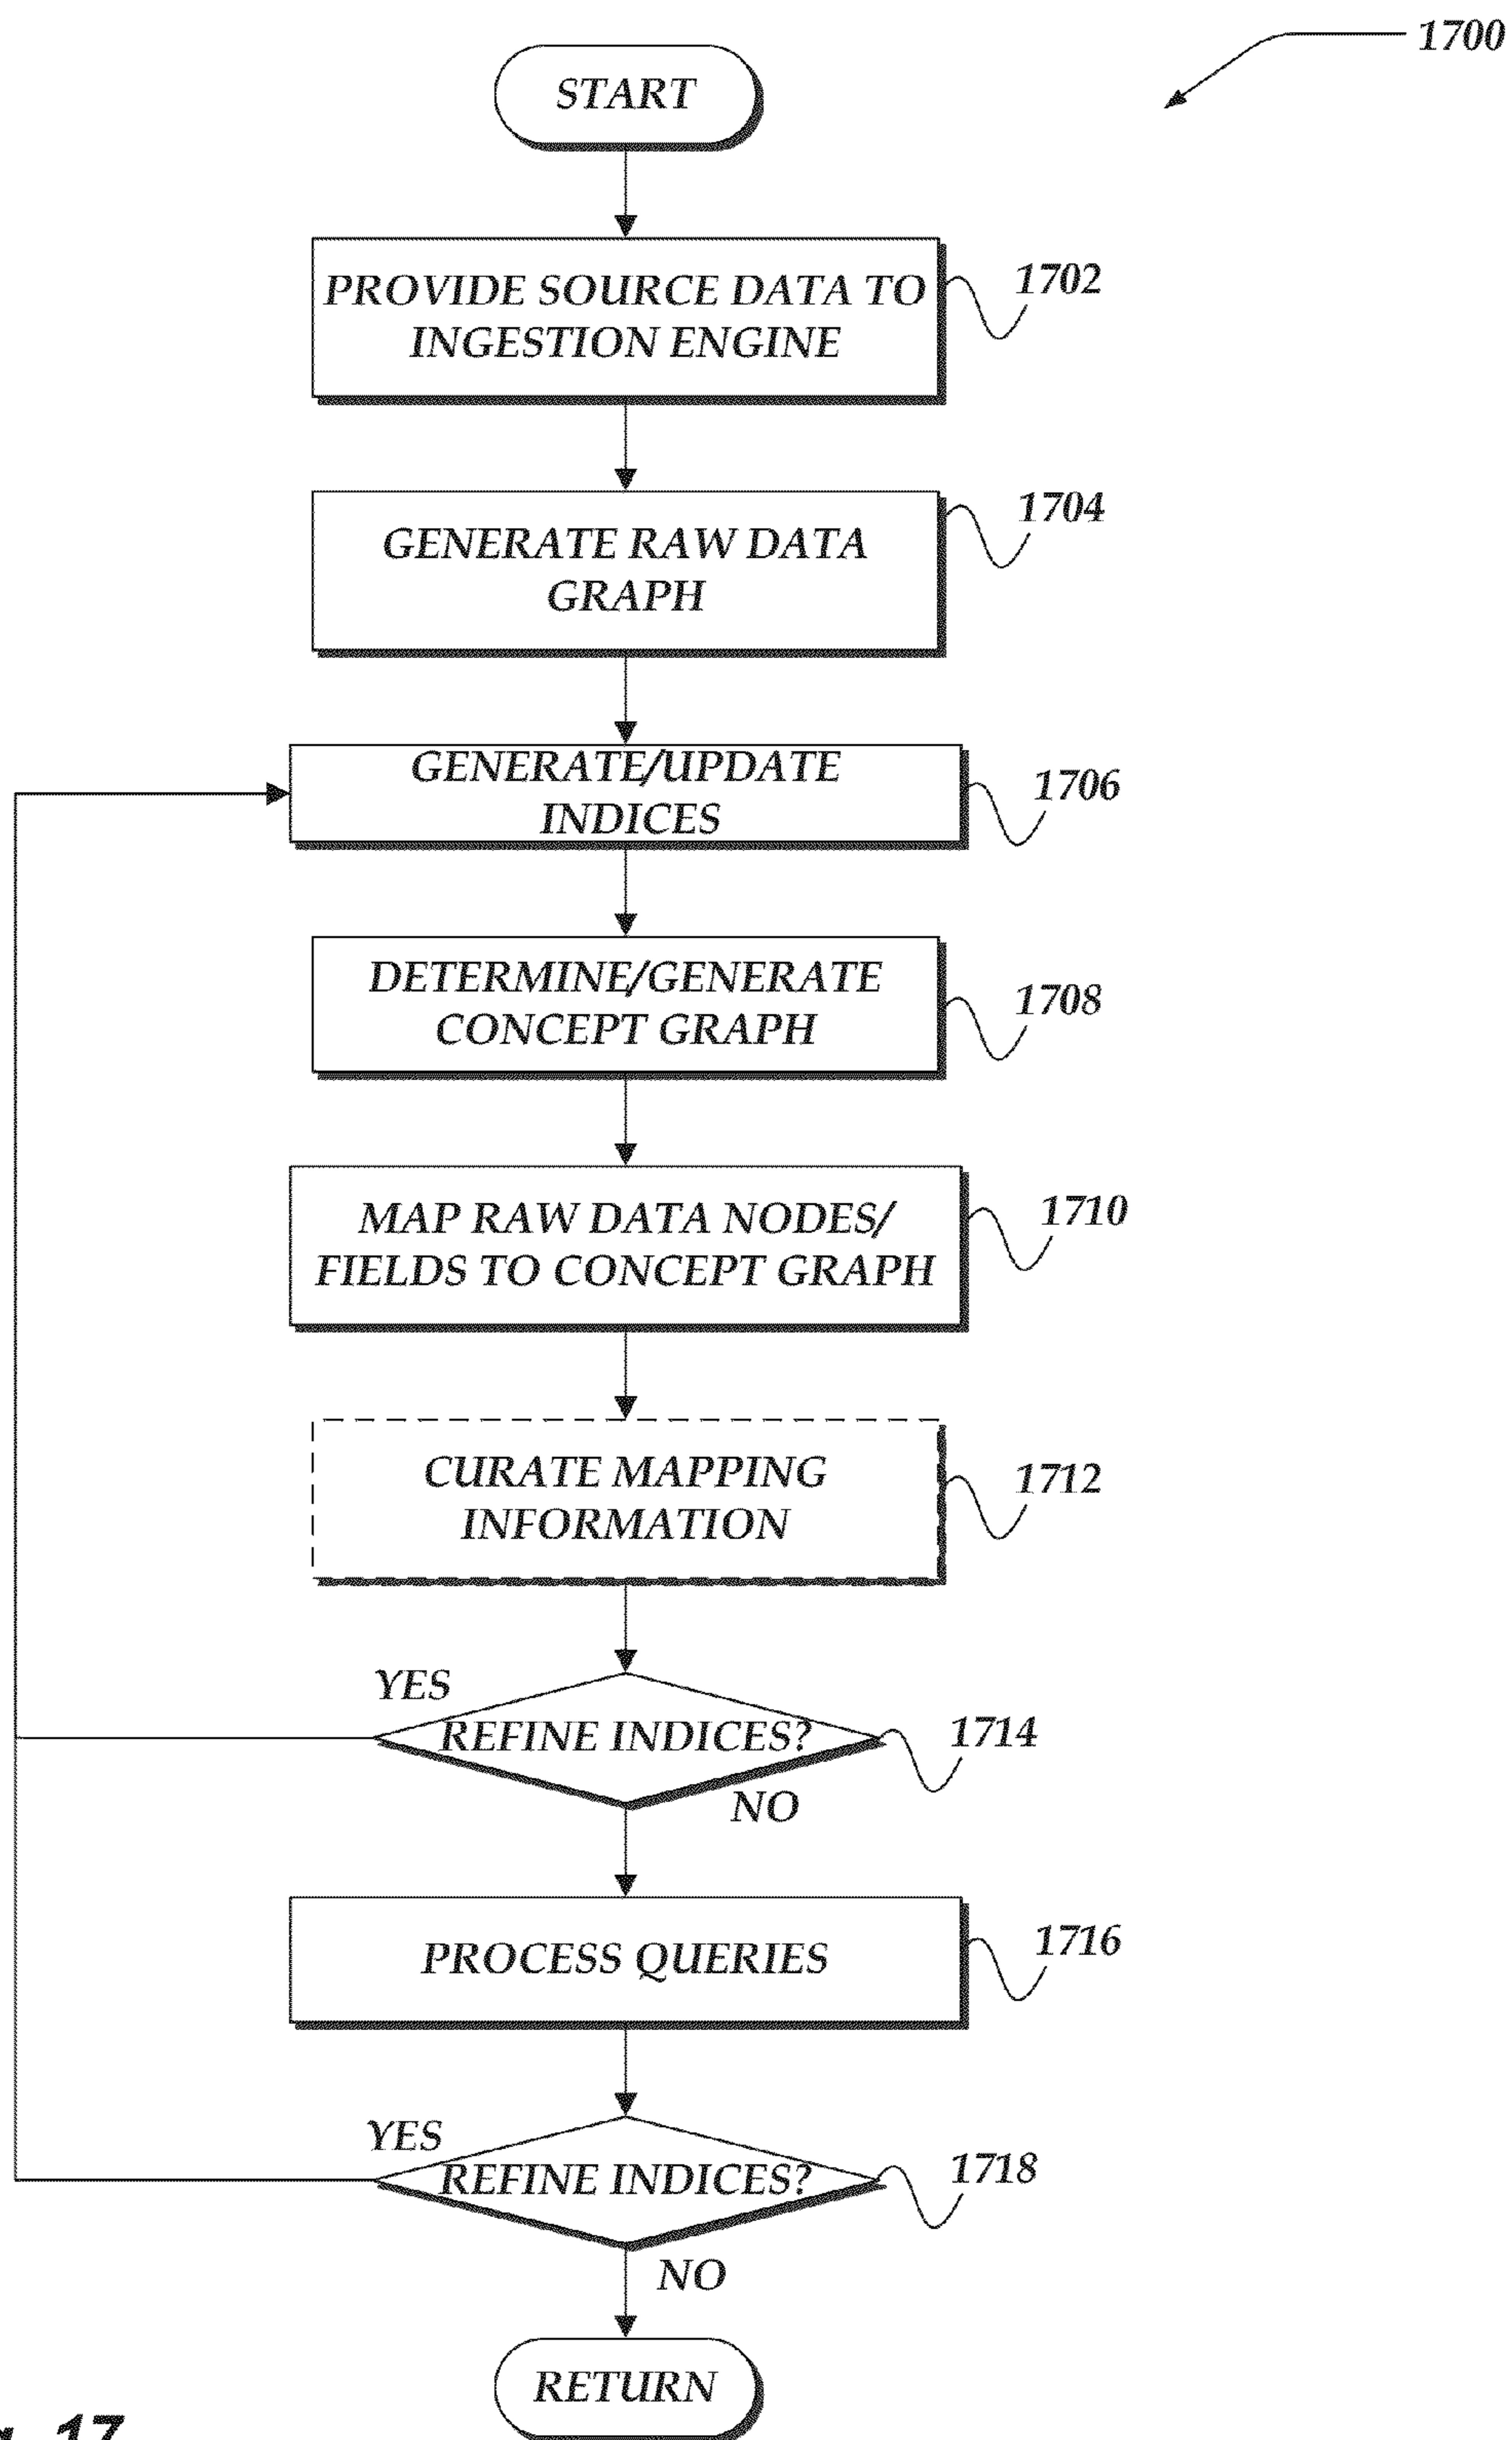 1700
START
PROVIDE SOURCE DATA TO
INGESTION ENGINE
1702
GENERATE RAW DATA
GRAPH
1704
GENERATE/UPDATE
INDICES
1706
DETERMINE/GENERATE
CONCEPT GRAPH
1708
MAP RAW DATA NODES/
FIELDS TO CONCEPT GRAPH
1710
CURATE MAPPING
INFORMATION
1712
YES
REFINE INDICES?
1714
NO
PROCESS QUERIES
1716
YES
REFINE INDICES?
1718
NO
RETURN
17